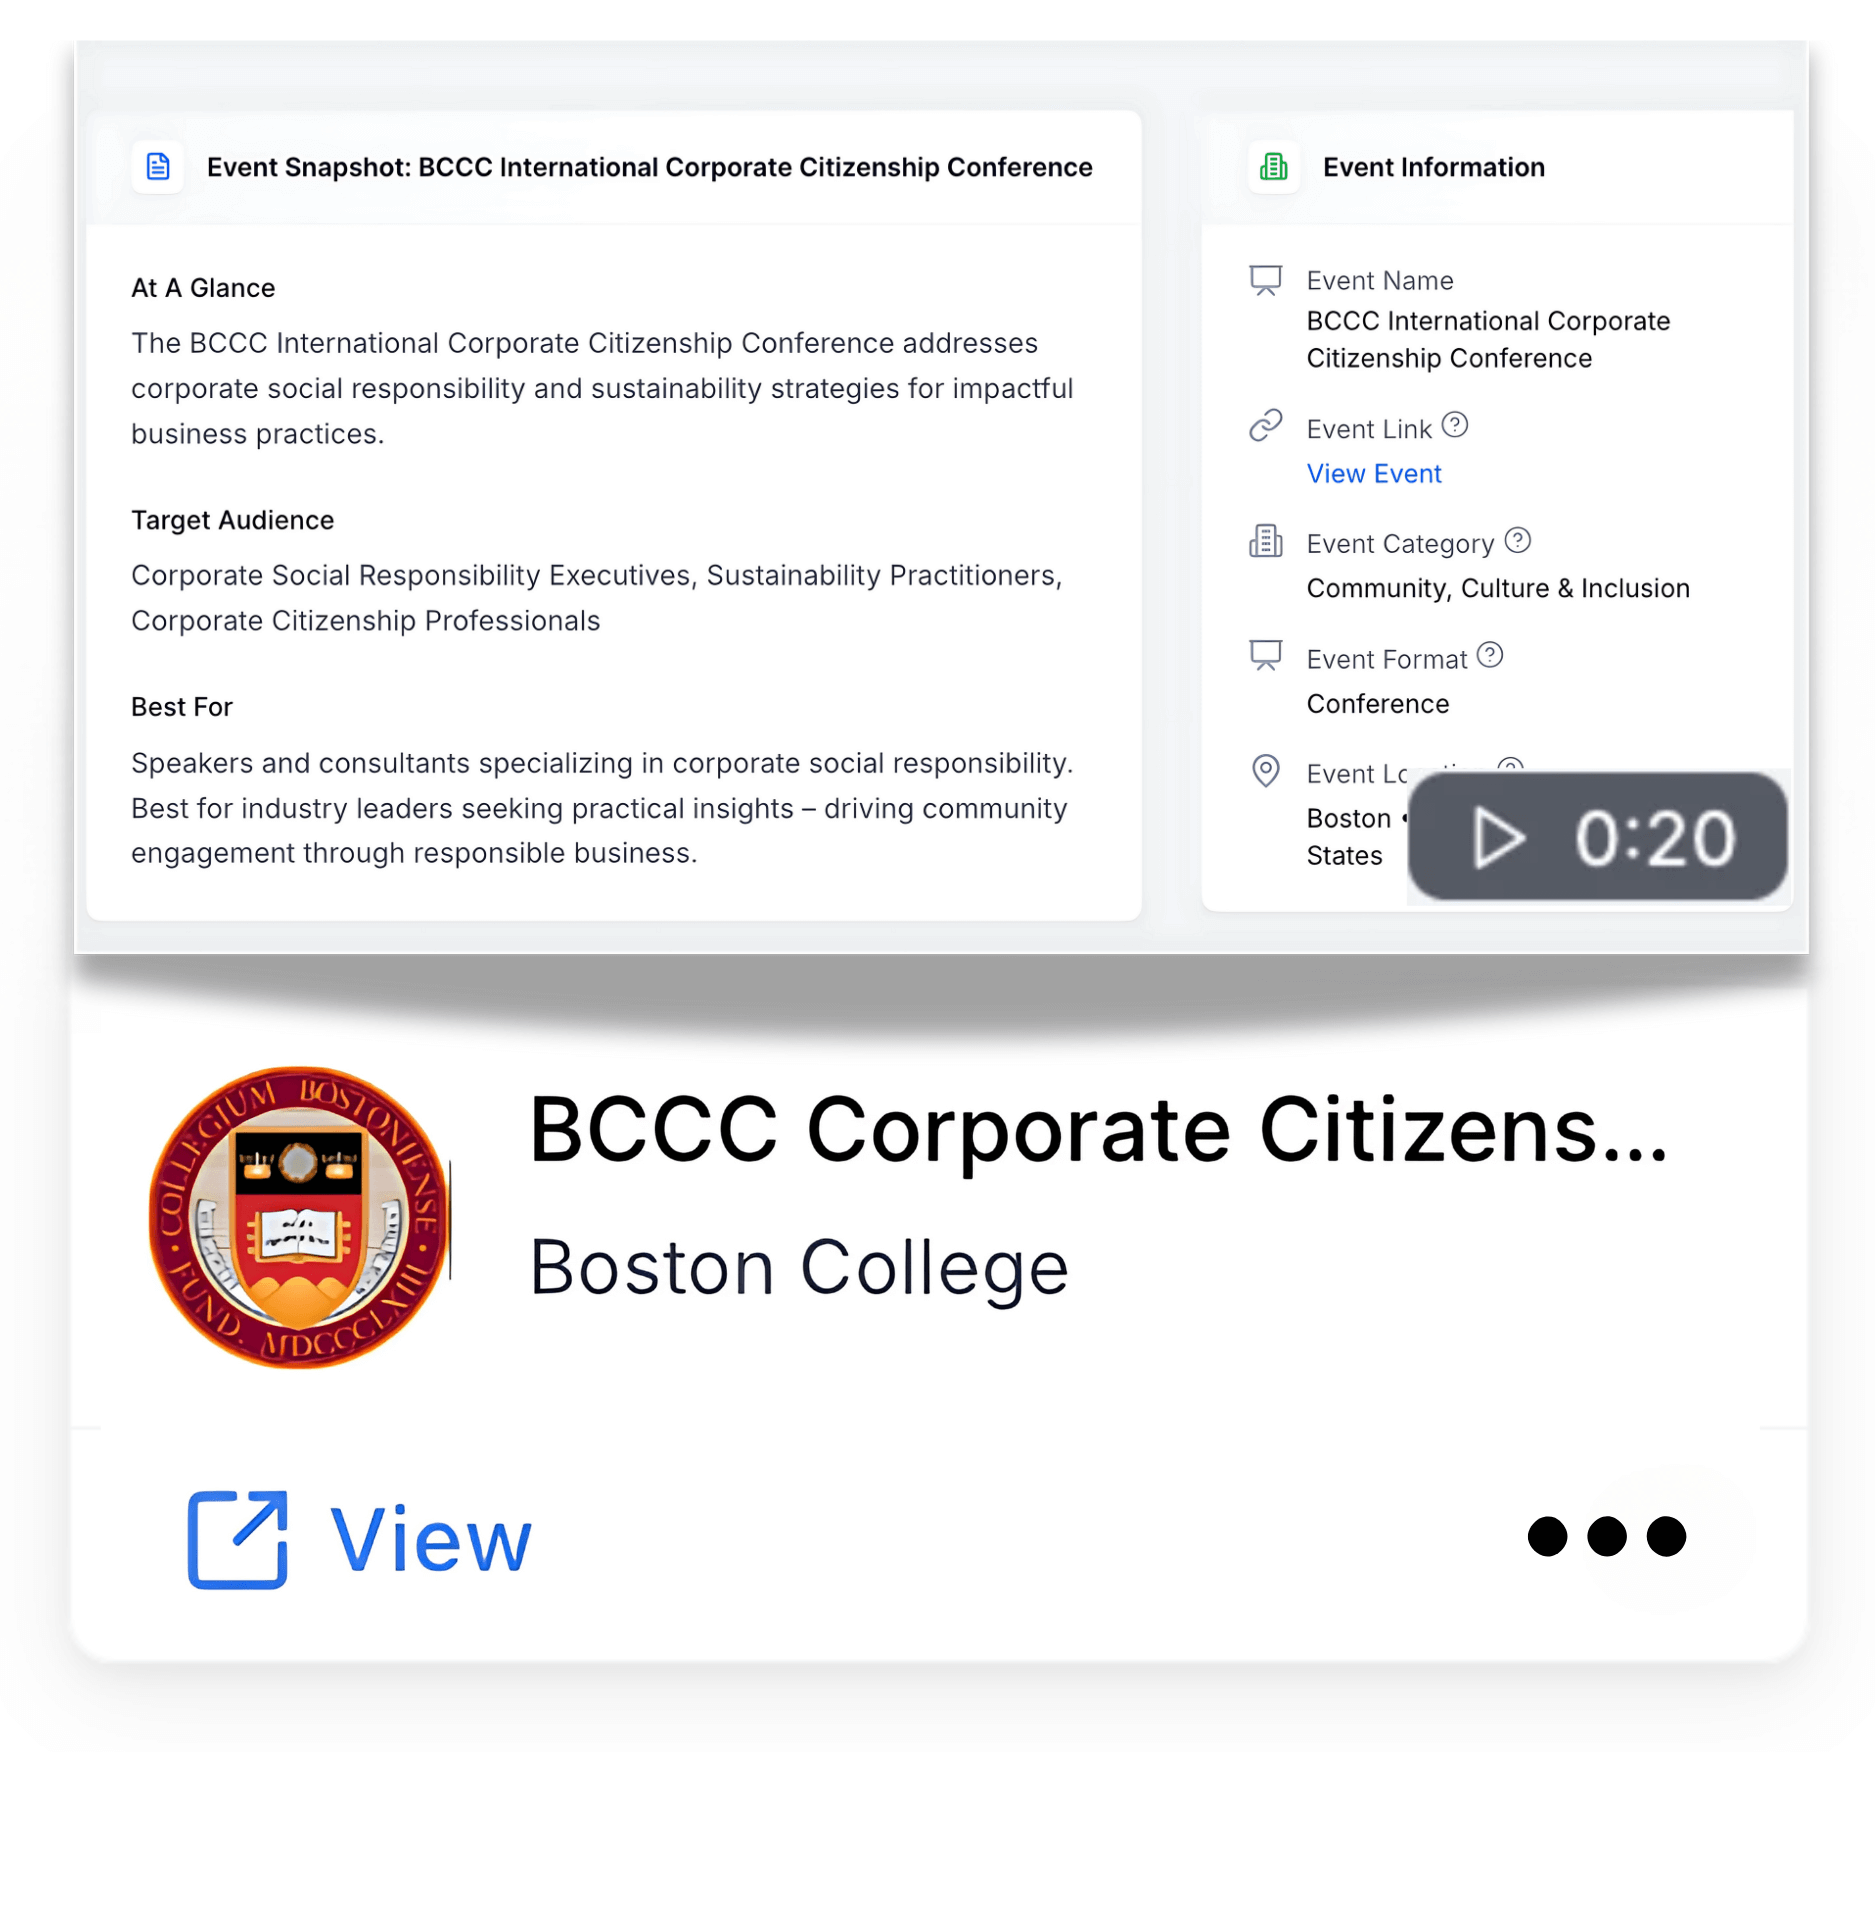 Event Snapshot: BCCC International Corporate Citizenship Conference
At A Glance
The BCCC International Corporate Citizenship Conference addresses
corporate social responsibility and sustainability strategies for impactful
business practices.
Target Audience
Corporate Social Responsibility Executives, Sustainability Practitioners,
Corporate Citizenship Professionals
Best For
Speakers and consultants specializing in corporate social responsibility.
Best for industry leaders seeking practical insights – driving community
engagement through responsible business.
Event Information
Event Name
BCCC International Corporate
Citizenship Conference
Event Link
View Event
Event Category
Community, Culture & Inclusion
Event Format
Conference
Event
Boston •
States
0:20
COLLEGIUM BOSTONIENSE
FUND.
BCCC Corporate Citizens...
Boston College
View